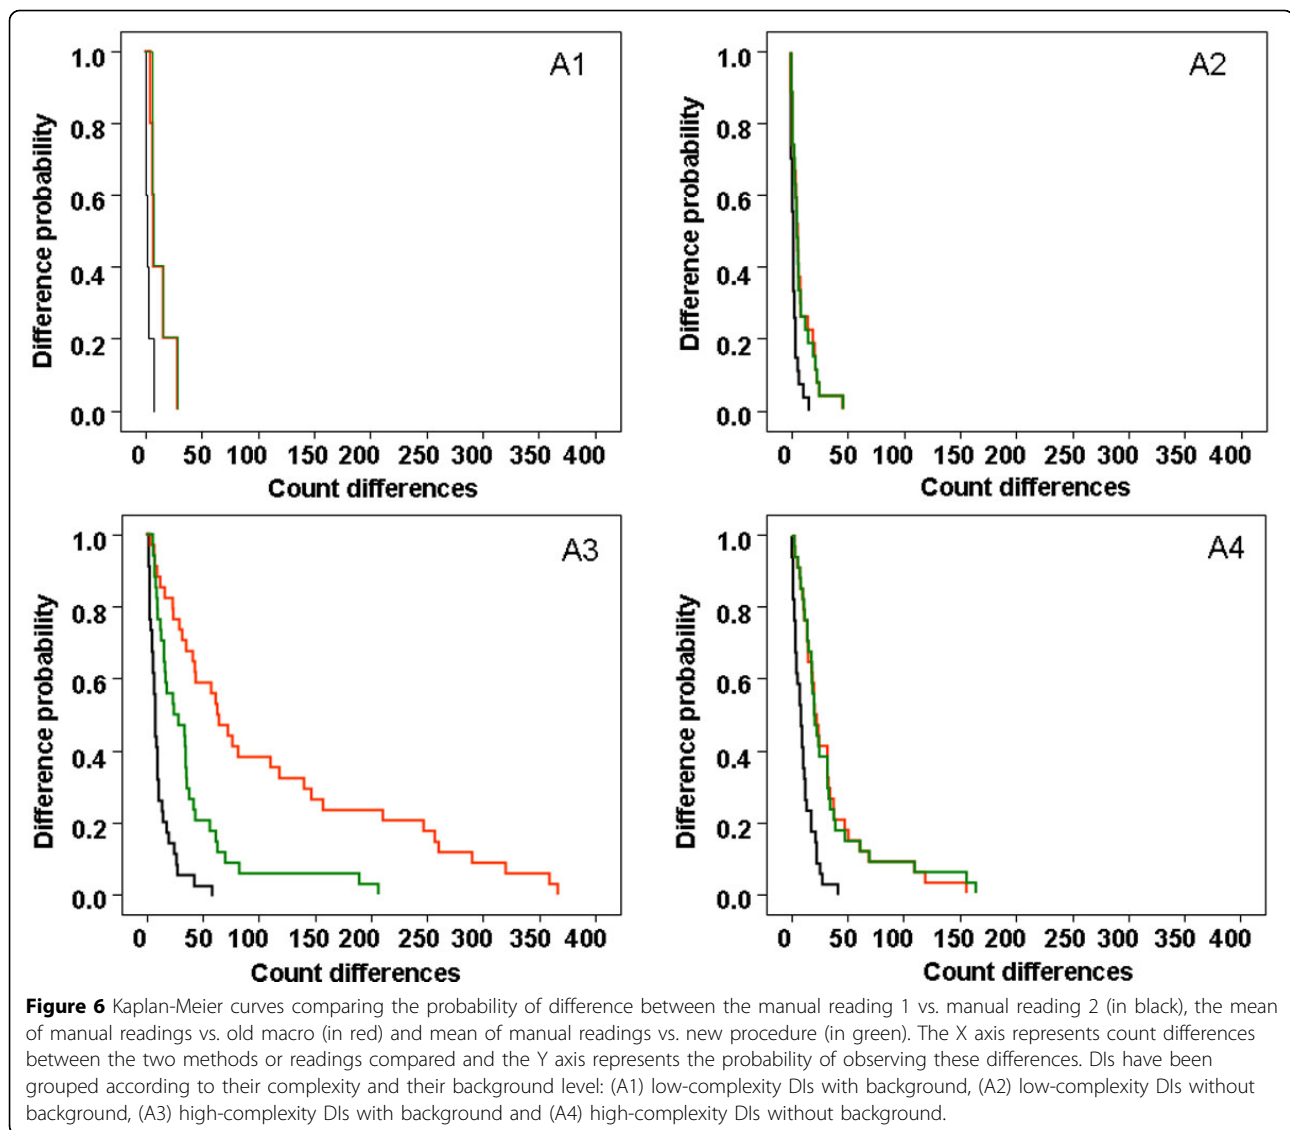 A1
Difference probability
1.0
0.8
0.6
0.4
0.2
0.0
0 50 100 150 200 250 300 350 400
Count differences
A2
Difference probability
1.0
0.8
0.6
0.4
0.2
0.0
0 50 100 150 200 250 300 350 400
Count differences
A3
Difference probability
1.0
0.8
0.6
0.4
0.2
0.0
0 50 100 150 200 250 300 350 400
Count differences
A4
Difference probability
1.0
0.8
0.6
0.4
0.2
0.0
0 50 100 150 200 250 300 350 400
Count differences
Figure 6 Kaplan-Meier curves comparing the probability of difference between the manual reading 1 vs. manual reading 2 (in black), the mean
of manual readings vs. old macro (in red) and mean of manual readings vs. new procedure (in green). The X axis represents count differences
between the two methods or readings compared and the Y axis represents the probability of observing these differences. DIs have been
grouped according to their complexity and their background level: (A1) low-complexity DIs with background, (A2) low-complexity DIs without
background, (A3) high-complexity DIs with background and (A4) high-complexity DIs without background.